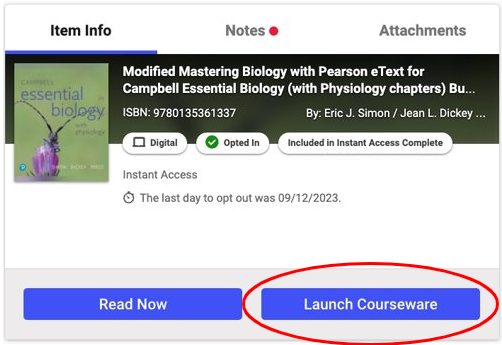 Item Info
Notes
Attachments
CAMPBELL
essential
biology
with physiology
Modified Mastering Biology with Pearson eText for
Campbell Essential Biology (with Physiology chapters) Bu...
ISBN: 9780135361337
By: Eric J. Simon / Jean L. Dickey ...
Digital
Opted In
Included in Instant Access Complete
Instant Access
The last day to opt out was 09/12/2023.
Read Now
Launch Courseware